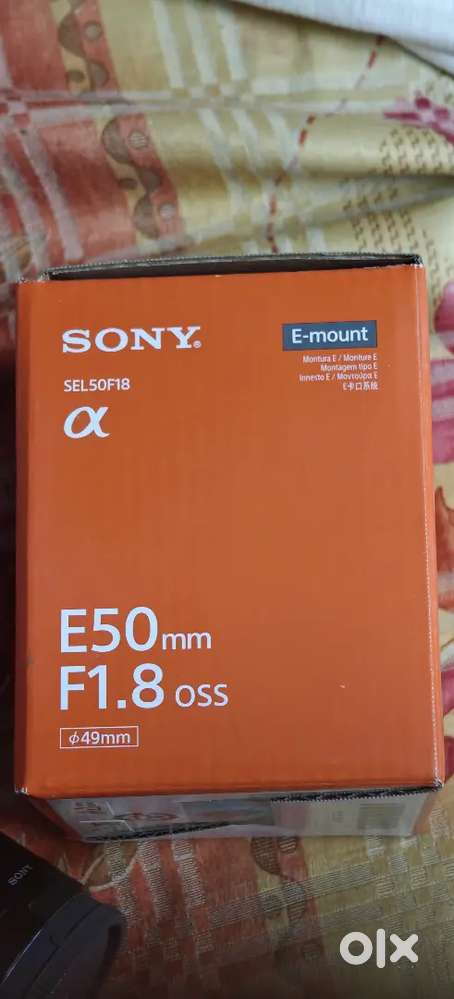 SONY®
E-mount
Montura E / Monture E
Montagem tipo E
Innesto E / Μοντούρα E
E卡口系統
SEL50F18
α
E50mm
F1.8 OSS
ϕ49mm
SONY
olx